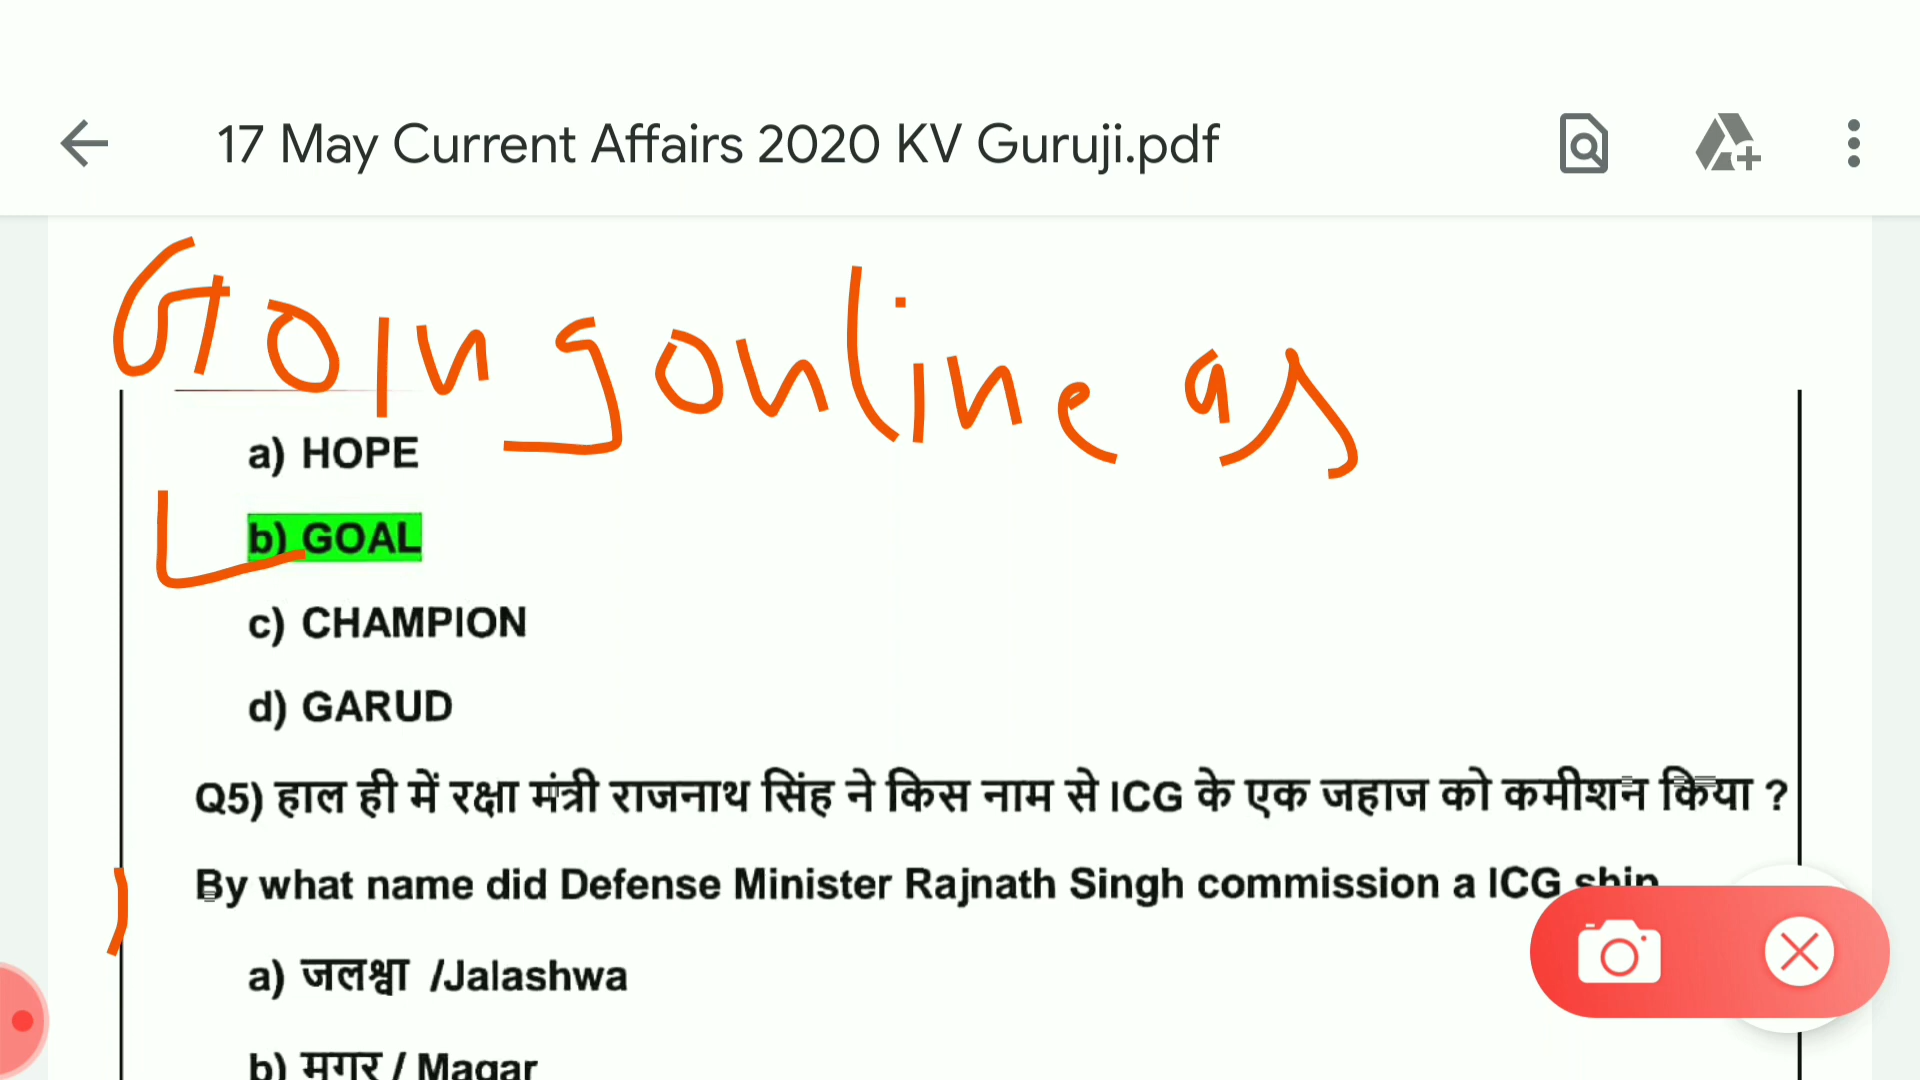 17 May Current Affairs 2020 KV Guruji.pdf
Going online as
a) HOPE
b) GOAL
c) CHAMPION
d) GARUD
Q5) हाल ही में रक्षा मंत्री राजनाथ सिंह ने किस नाम से ICG के एक जहाज को कमीशन किया ?
By what name did Defense Minister Rajnath Singh commission a ICG ship
a) जलश्वा /Jalashwa
b) मगर / Magar